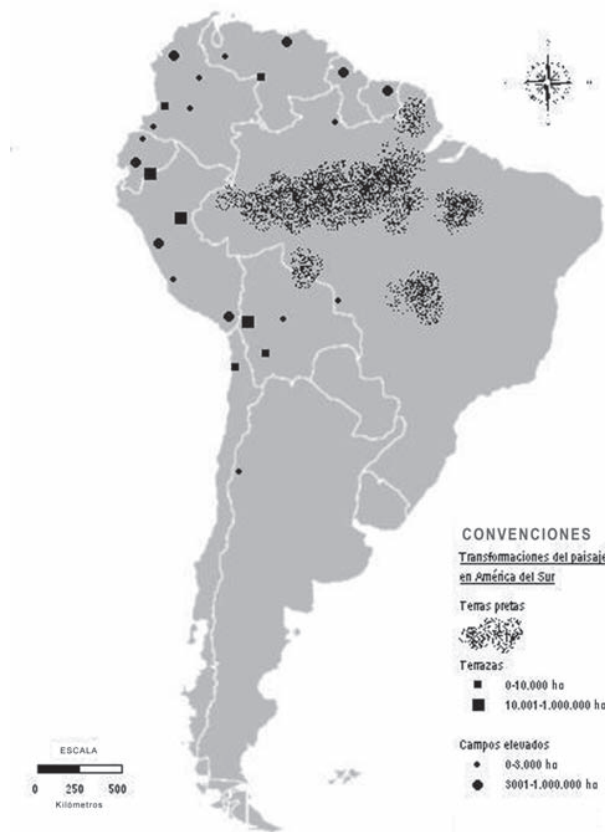 CONVENCIONES
Transformaciones del paisaje
en América del Sur
Terras pretas
Terrazas
0-10.000 ha
10.001-1.000.000 ha
Campos elevados
0-3.000 ha
3001-1.000.000 ha
ESCALA
0 250 500
Kilómetros